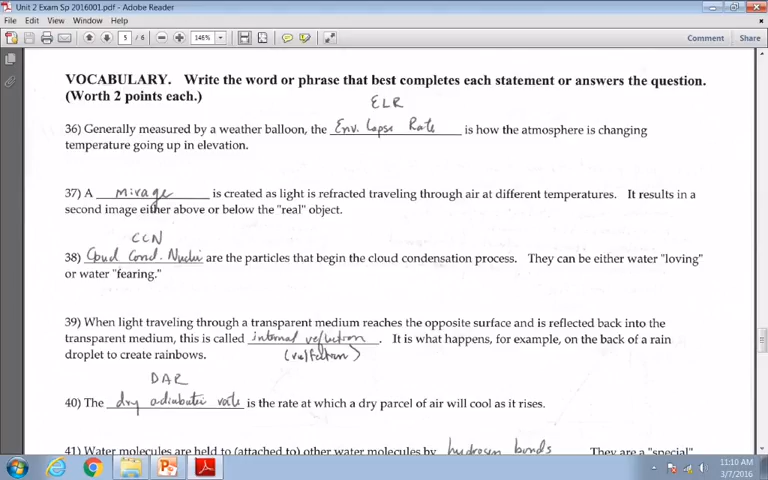 Unit 2 Exam Sp 2016001.pdf - Adobe Reader
File Edit View Window Help
5 / 6 146% Comment Share
VOCABULARY. Write the word or phrase that best completes each statement or answers the question.
(Worth 2 points each.)
ELR
36) Generally measured by a weather balloon, the Env. Lapse Rate is how the atmosphere is changing
temperature going up in elevation.
37) A mirage is created as light is refracted traveling through air at different temperatures. It results in a
second image either above or below the "real" object.
CCN
38) Cloud Cond. Nuclei are the particles that begin the cloud condensation process. They can be either water "loving"
or water "fearing."
39) When light traveling through a transparent medium reaches the opposite surface and is reflected back into the
transparent medium, this is called internal reflection. It is what happens, for example, on the back of a rain
droplet to create rainbows.
DAR
40) The dry adiabatic rate is the rate at which a dry parcel of air will cool as it rises.
41) Water molecules are held to (attached to) other water molecules by hydrogen bonds They are a "special"
11:10 AM
3/7/2016